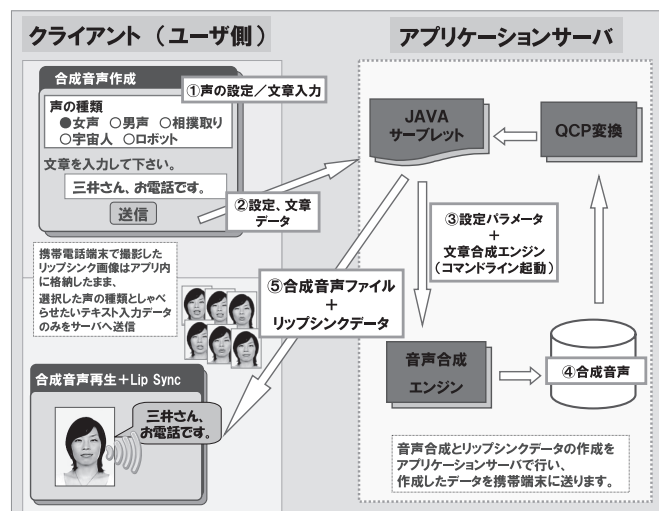 クライアント（ユーザ側）
合成音声作成
①声の設定／文章入力
声の種類
●女声 ○男声 ○相撲取り
○宇宙人 ○ロボット
文章を入力して下さい。
三井さん、お電話です。
送信
②設定、文章
データ
携帯電話端末で撮影した
リップシンク画像はアプリ内
に格納したまま、
選択した声の種類としゃべ
らせたいテキスト入力データ
のみをサーバへ送信
合成音声再生＋Lip Sync
三井さん、
お電話です。
⑤合成音声ファイル
＋
リップシンクデータ
アプリケーションサーバ
JAVA
サーブレット
QCP変換
③設定パラメータ
＋
文章合成エンジン
（コマンドライン起動）
音声合成
エンジン
④合成音声
音声合成とリップシンクデータの作成を
アプリケーションサーバで行い、
作成したデータを携帯端末に送ります。